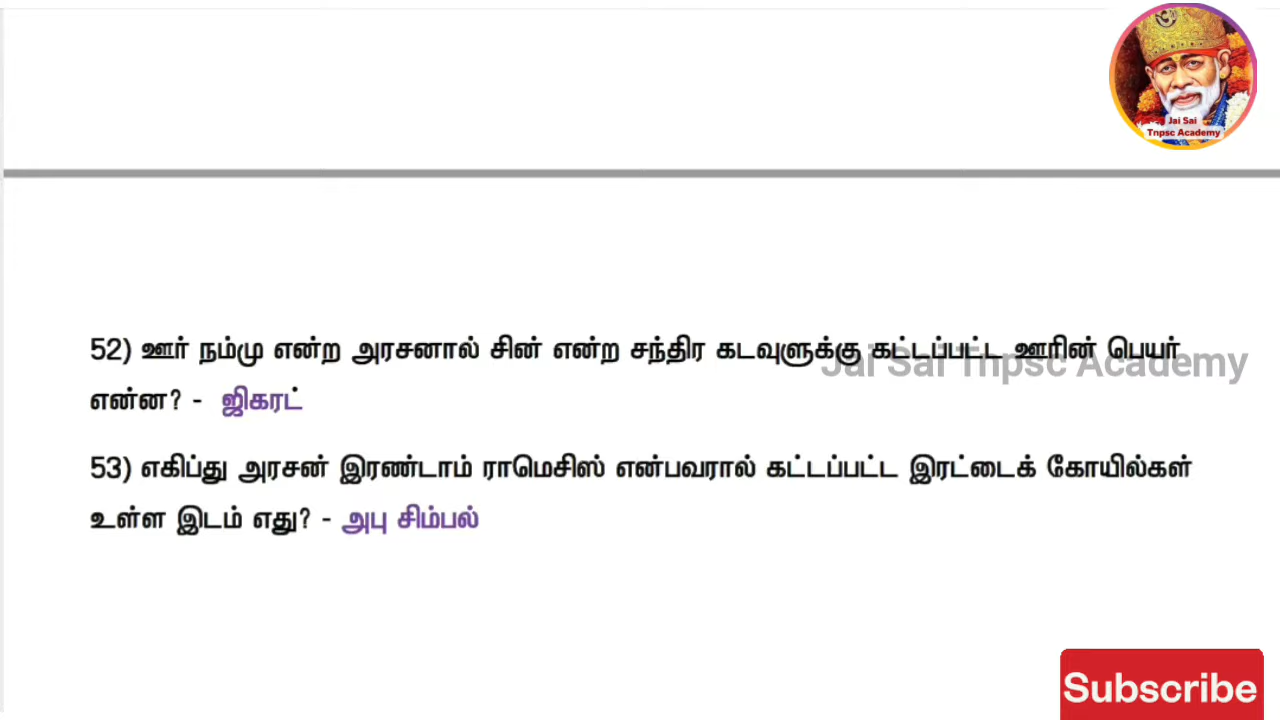 Jai Sai
Tnpsc Academy
52) ஊர் நம்மு என்ற அரசனால் சின் என்ற சந்திர கடவுளுக்கு கட்டப்பட்ட ஊரின் பெயர்
Jai Sai Tnpsc Academy
என்ன? - ஜிகரட்
53) எகிப்து அரசன் இரண்டாம் ராமெசிஸ் என்பவரால் கட்டப்பட்ட இரட்டைக் கோயில்கள்
உள்ள இடம் எது? - அபு சிம்பல்
Subscribe